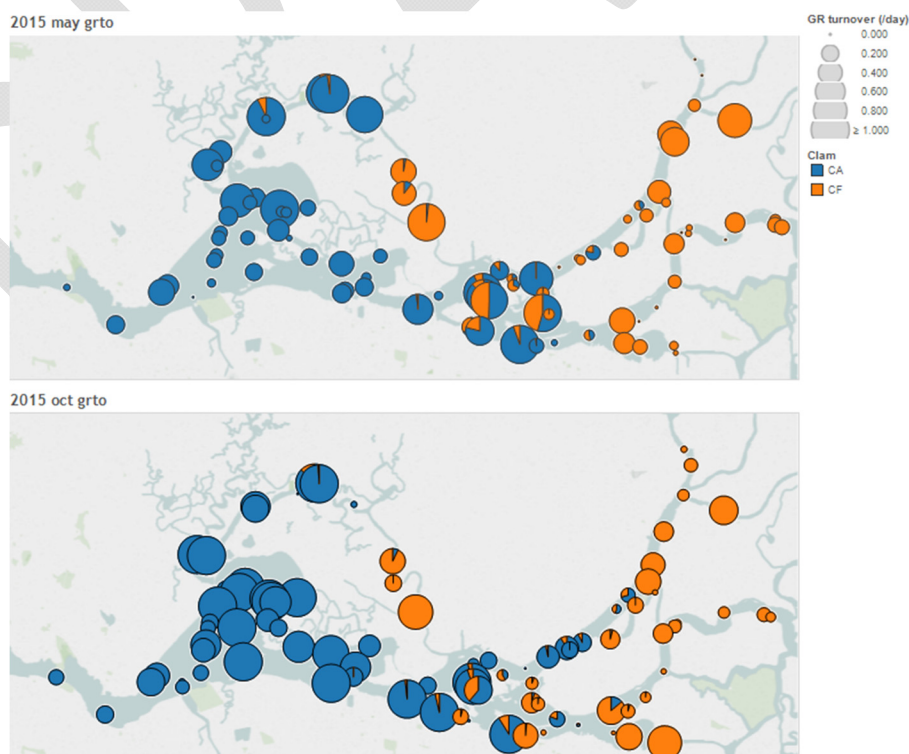 2015 may grto
GR turnover (/day)
0.000
0.200
0.400
0.600
0.800
≥ 1.000
Clam
CA
CF
2015 oct grto